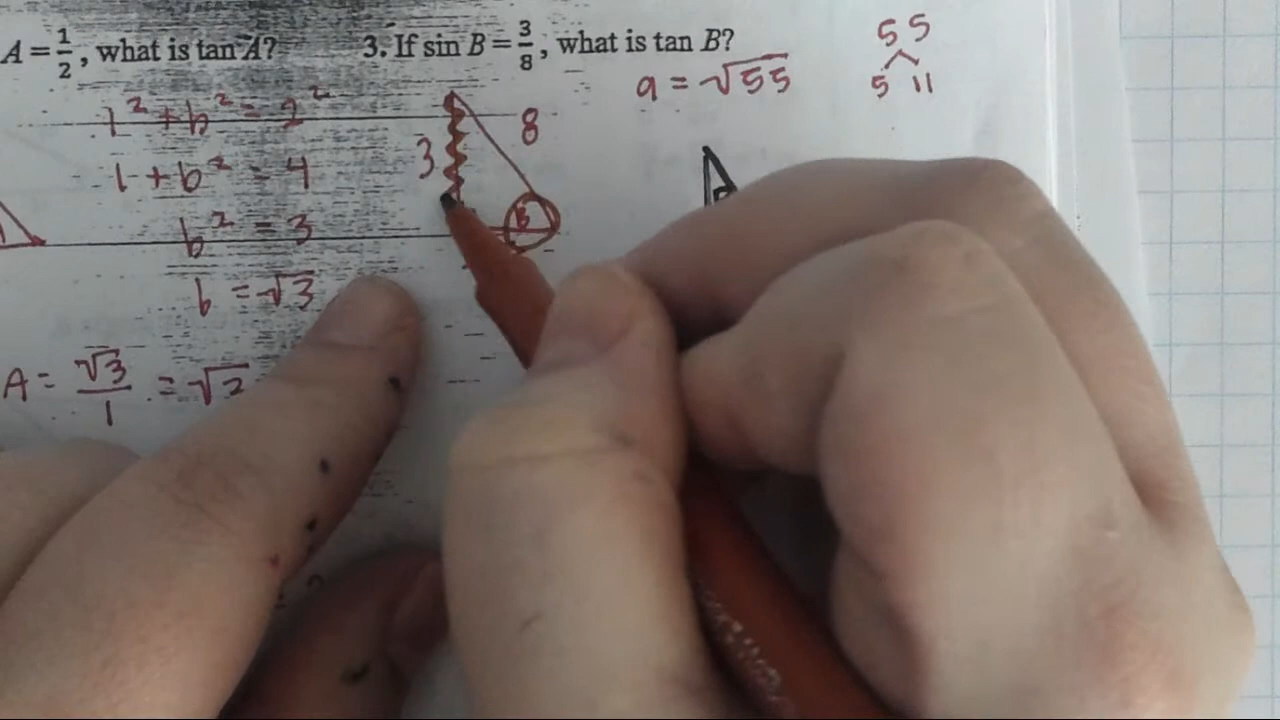 A = 1/2, what is tan A?
1² + b² = 2²
1 + b² = 4
b² = 3
b = √3
A = √3/1 = √2
3. If sin B = 3/8, what is tan B?
3
8
B
a = √55
55
5 11